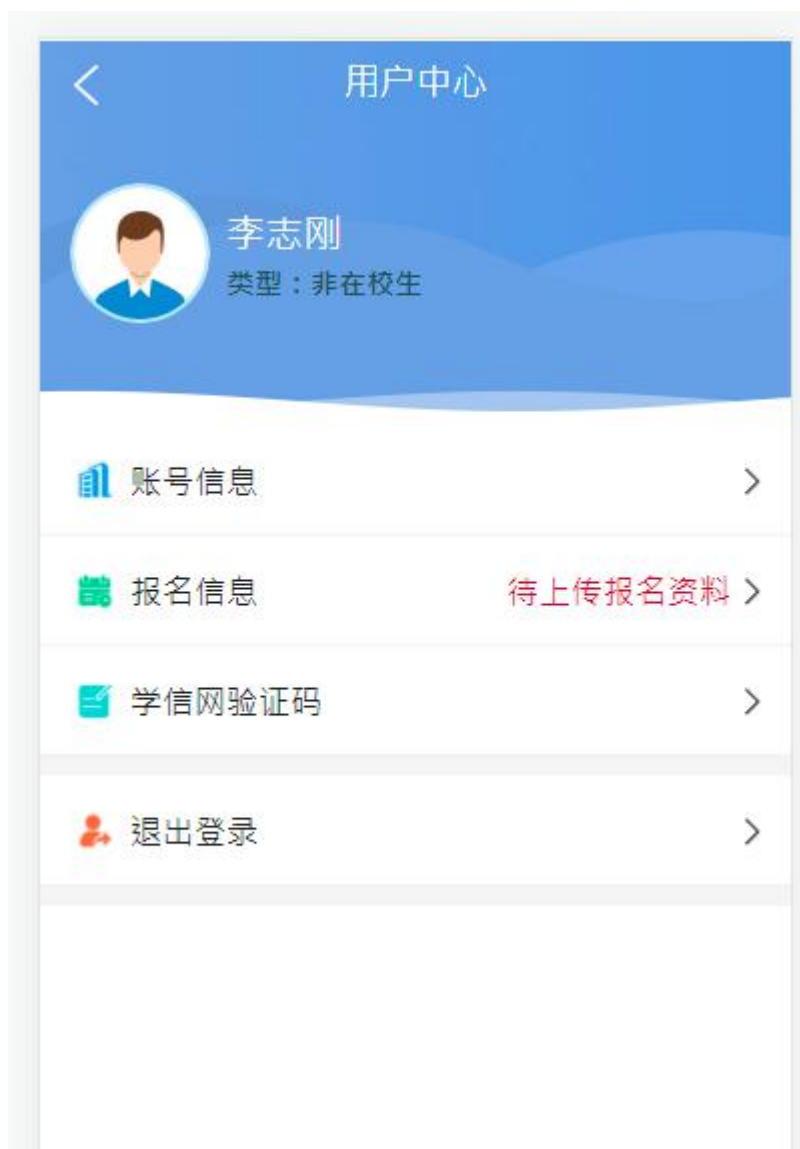 用户中心
李志刚
类型：非在校生
账号信息
报名信息 待上传报名资料
学信网验证码
退出登录